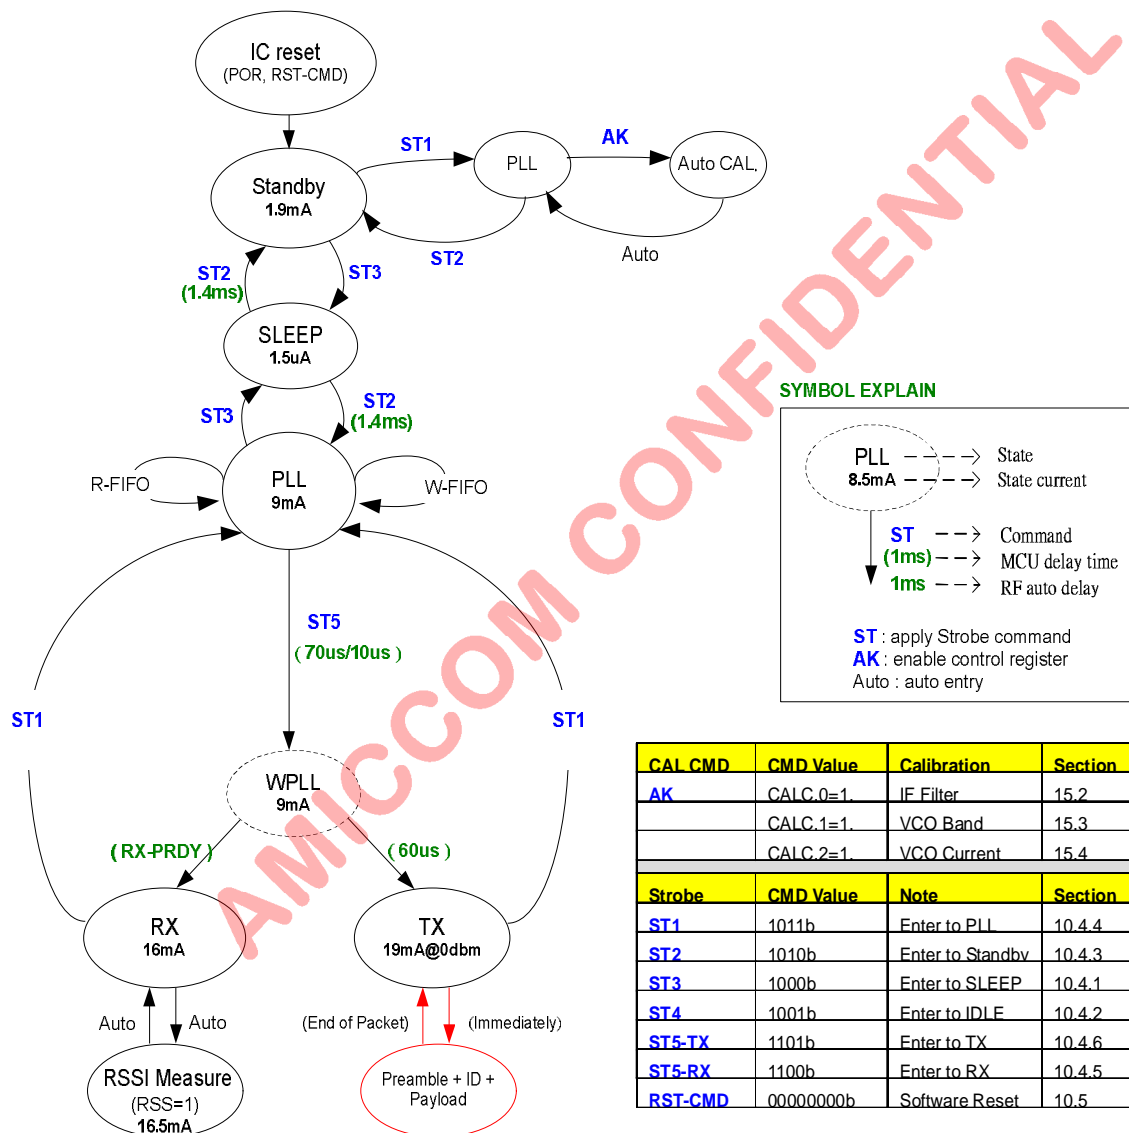 IC reset
(POR, RST-CMD)
ST1
AK
PLL
Auto CAL.
Standby
1.9mA
ST2
Auto
ST2
(1.4ms)
ST3
SLEEP
1.5uA
ST3
ST2
(1.4ms)
PLL
9mA
R-FIFO
W-FIFO
ST5
( 70us/10us )
ST1
ST1
WPLL
9mA
( RX-PRDY )
( 60us )
RX
16mA
TX
19mA@0dbm
Auto
Auto
(End of Packet)
(Immediately)
RSSI Measure
(RSS=1)
16.5mA
Preamble + ID +
Payload
SYMBOL EXPLAIN
PLL
8.5mA
State
State current
ST
Command
(1ms)
MCU delay time
1ms
RF auto delay
ST : apply Strobe command
AK : enable control register
Auto : auto entry
CAL CMD CMD Value Calibration Section
AK CALC.0=1. IF Filter 15.2
CALC.1=1. VCO Band 15.3
CALC.2=1. VCO Current 15.4
Strobe CMD Value Note Section
ST1 1011b Enter to PLL 10.4.4
ST2 1010b Enter to Standby 10.4.3
ST3 1000b Enter to SLEEP 10.4.1
ST4 1001b Enter to IDLE 10.4.2
ST5-TX 1101b Enter to TX 10.4.6
ST5-RX 1100b Enter to RX 10.4.5
RST-CMD 00000000b Software Reset 10.5
AMICCOM CONFIDENTIAL